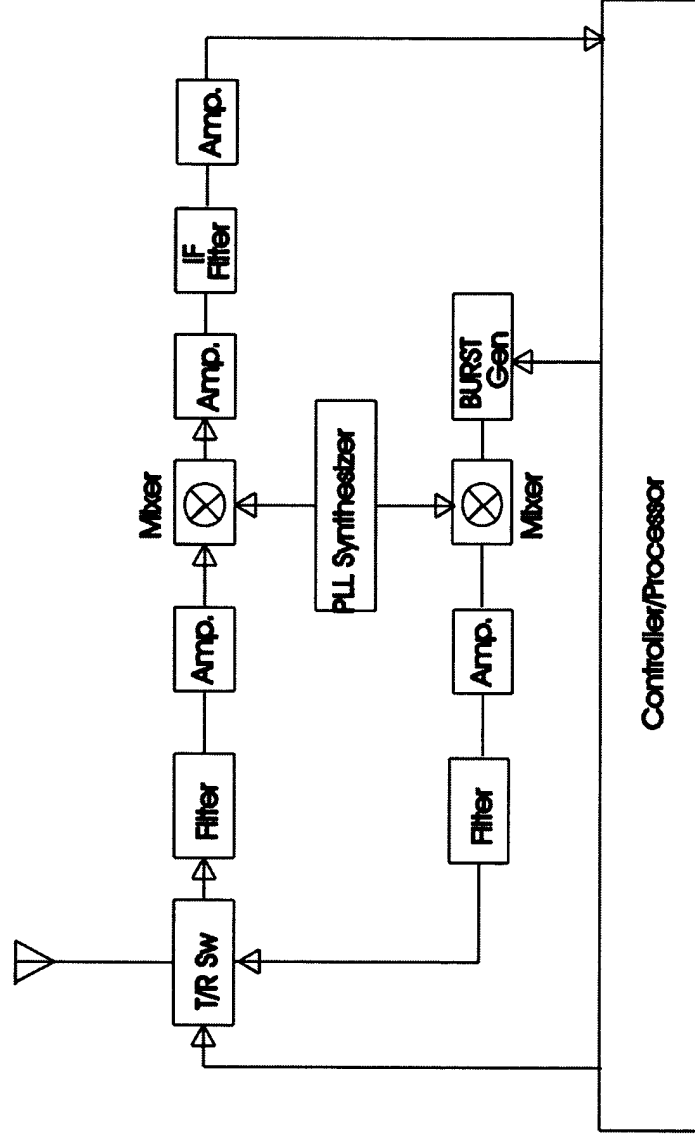 Mixer
T/R Sw
Filter
Amp.
Amp.
IF
Filter
Amp.
PLL Synthesizer
Filter
Amp.
BURST
Gen
Mixer
Controller/Processor